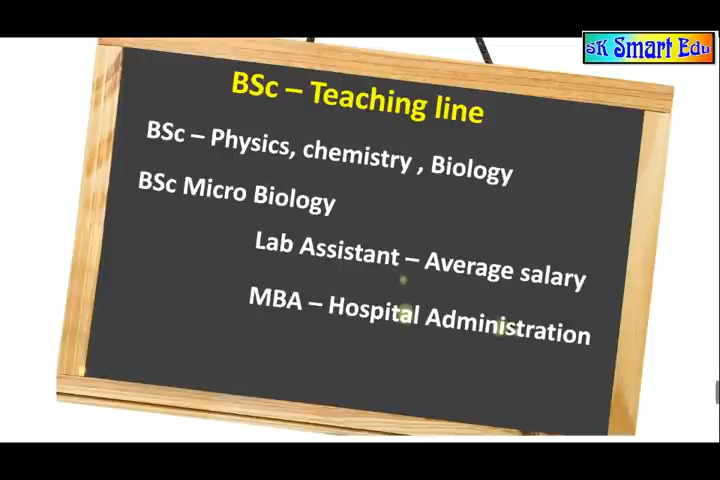 SK Smart Edu
BSc – Teaching line
BSc – Physics, chemistry , Biology
BSc Micro Biology
Lab Assistant – Average salary
MBA – Hospital Administration